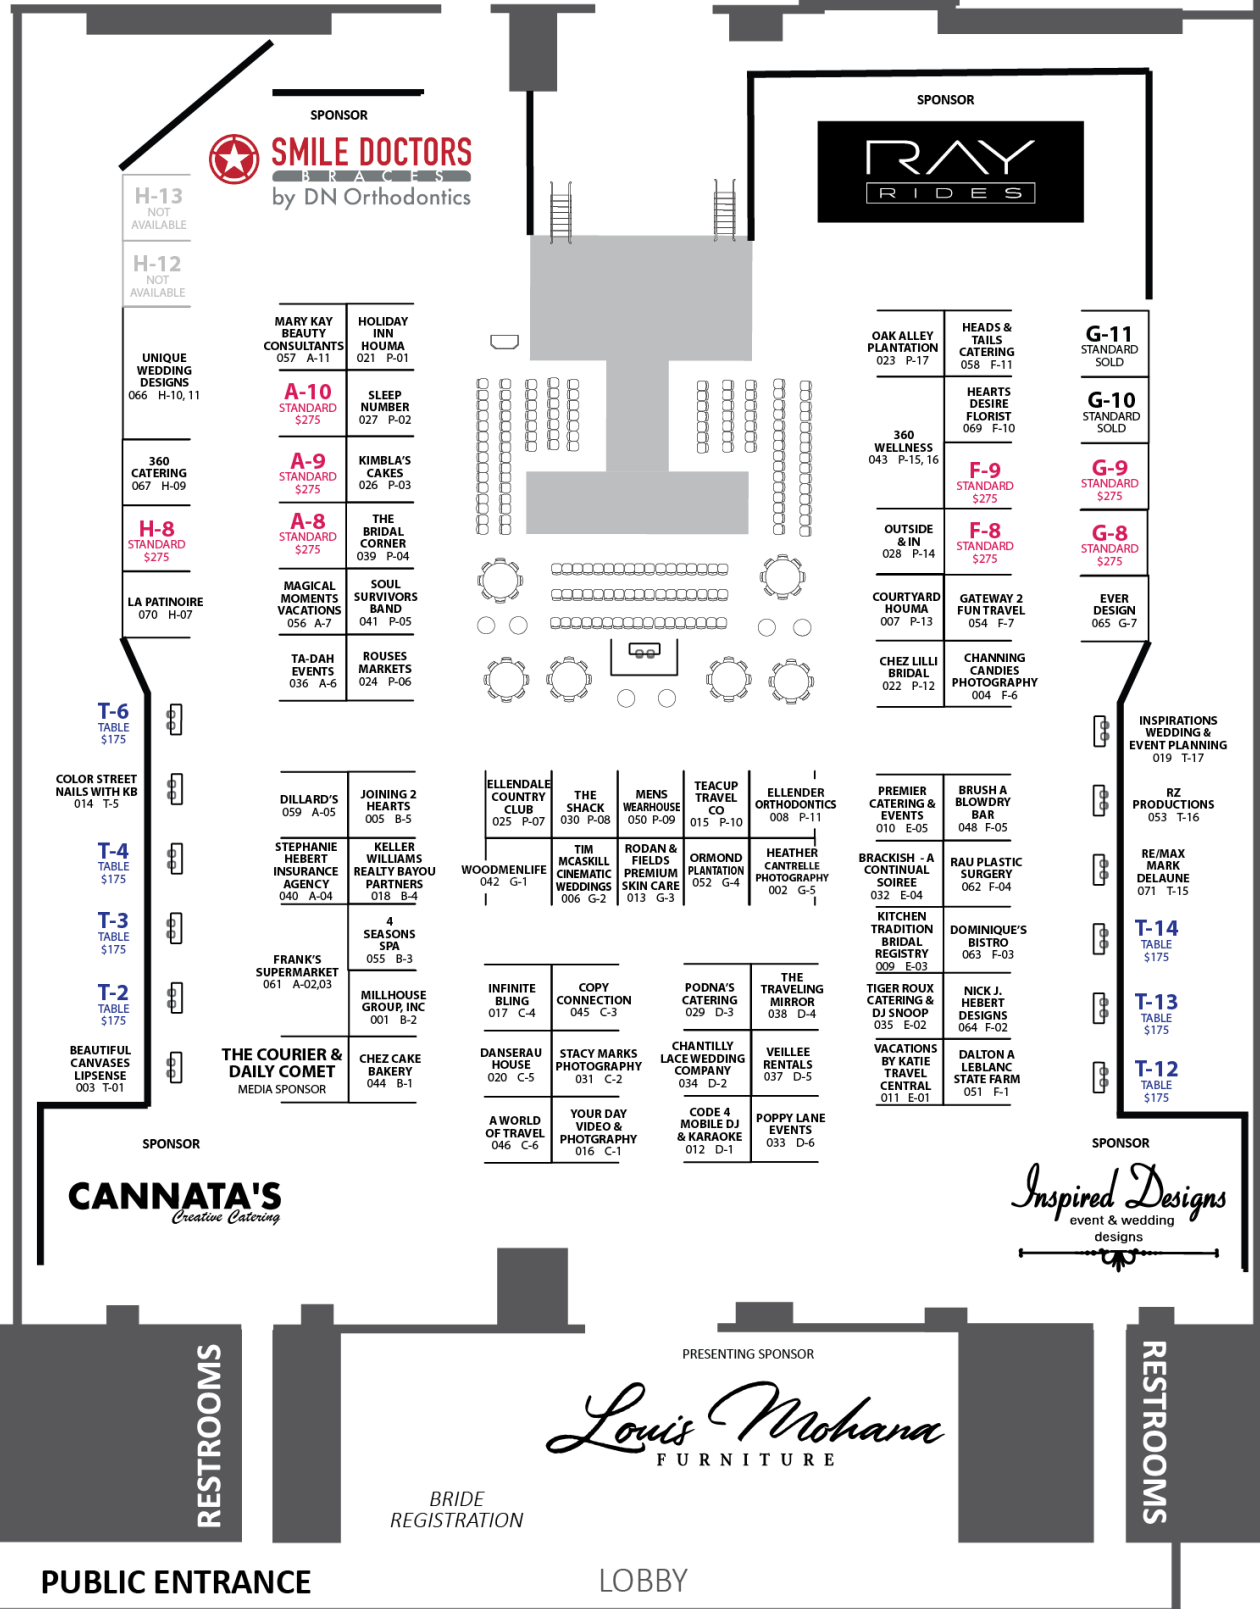 SPONSOR
SMILE DOCTORS
BRACES
by DN Orthodontics
SPONSOR
RAY
RIDES
H-13
NOT
AVAILABLE
H-12
NOT
AVAILABLE
UNIQUE
WEDDING
DESIGNS
066 H-10, 11
360
CATERING
067 H-09
H-8
STANDARD
$275
LA PATINOIRE
070 H-07
MARY KAY
BEAUTY
CONSULTANTS
057 A-11
HOLIDAY
INN
HOUMA
021 P-01
A-10
STANDARD
$275
SLEEP
NUMBER
027 P-02
A-9
STANDARD
$275
KIMBLA'S
CAKES
026 P-03
A-8
STANDARD
$275
THE
BRIDAL
CORNER
039 P-04
MAGICAL
MOMENTS
VACATIONS
056 A-7
SOUL
SURVIVORS
BAND
041 P-05
TA-DAH
EVENTS
036 A-6
ROUSES
MARKETS
024 P-06
OAK ALLEY
PLANTATION
023 P-17
HEADS &
TAILS
CATERING
058 F-11
360
WELLNESS
043 P-15, 16
HEARTS
DESIRE
FLORIST
069 F-10
F-9
STANDARD
$275
OUTSIDE
& IN
028 P-14
F-8
STANDARD
$275
COURTYARD
HOUMA
007 P-13
GATEWAY 2
FUN TRAVEL
054 F-7
CHEZ LILLI
BRIDAL
022 P-12
CHANNING
CANDIES
PHOTOGRAPHY
004 F-6
G-11
STANDARD
SOLD
G-10
STANDARD
SOLD
G-9
STANDARD
$275
G-8
STANDARD
$275
EVER
DESIGN
065 G-7
T-6
TABLE
$175
COLOR STREET
NAILS WITH KB
014 T-5
T-4
TABLE
$175
T-3
TABLE
$175
T-2
TABLE
$175
BEAUTIFUL
CANVASES
LIPSENSE
003 T-01
DILLARD'S
059 A-05
JOINING 2
HEARTS
005 B-5
STEPHANIE
HEBERT
INSURANCE
AGENCY
040 A-04
KELLER
WILLIAMS
REALTY BAYOU
PARTNERS
018 B-4
FRANK'S
SUPERMARKET
061 A-02,03
4
SEASONS
SPA
055 B-3
MILLHOUSE
GROUP, INC
001 B-2
THE COURIER &
DAILY COMET
MEDIA SPONSOR
CHEZ CAKE
BAKERY
044 B-1
ELLENDALE
COUNTRY
CLUB
025 P-07
THE
SHACK
030 P-08
MENS
WEARHOUSE
050 P-09
TEACUP
TRAVEL
CO
015 P-10
ELLENDER
ORTHODONTICS
008 P-11
WOODMENLIFE
042 G-1
TIM
MCASKILL
CINEMATIC
WEDDINGS
006 G-2
RODAN &
FIELDS
PREMIUM
SKIN CARE
013 G-3
ORMOND
PLANTATION
052 G-4
HEATHER
CANTRELLE
PHOTOGRAPHY
002 G-5
INFINITE
BLING
017 C-4
COPY
CONNECTION
045 C-3
DANSERAU
HOUSE
020 C-5
STACY MARKS
PHOTOGRAPHY
031 C-2
A WORLD
OF TRAVEL
046 C-6
YOUR DAY
VIDEO &
PHOTGRAPHY
016 C-1
PODNA'S
CATERING
029 D-3
THE
TRAVELING
MIRROR
038 D-4
CHANTILLY
LACE WEDDING
COMPANY
034 D-2
VEILLEE
RENTALS
037 D-5
CODE 4
MOBILE DJ
& KARAOKE
012 D-1
POPPY LANE
EVENTS
033 D-6
PREMIER
CATERING &
EVENTS
010 E-05
BRUSH A
BLOWDRY
BAR
048 F-05
BRACKISH - A
CONTINUAL
SOIREE
032 E-04
RAU PLASTIC
SURGERY
062 F-04
KITCHEN
TRADITION
BRIDAL
REGISTRY
009 E-03
DOMINIQUE'S
BISTRO
063 F-03
TIGER ROUX
CATERING &
DJ SNOOP
035 E-02
NICK J.
HEBERT
DESIGNS
064 F-02
VACATIONS
BY KATIE
TRAVEL
CENTRAL
011 E-01
DALTON A
LEBLANC
STATE FARM
051 F-1
INSPIRATIONS
WEDDING &
EVENT PLANNING
019 T-17
RZ
PRODUCTIONS
053 T-16
RE/MAX
MARK
DELAUNE
071 T-15
T-14
TABLE
$175
T-13
TABLE
$175
T-12
TABLE
$175
SPONSOR
CANNATA'S
Creative Catering
SPONSOR
Inspired Designs
event & wedding
designs
RESTROOMS
PRESENTING SPONSOR
Louis Mohana
FURNITURE
RESTROOMS
BRIDE
REGISTRATION
PUBLIC ENTRANCE
LOBBY